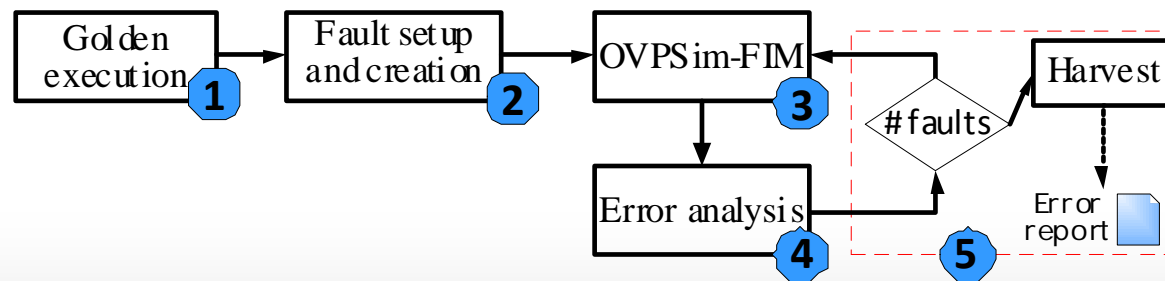 Golden
execution
1
Fault setup
and creation
2
OVPSim-FIM
3
Error analysis
4
# faults
Harvest
Error
report
5